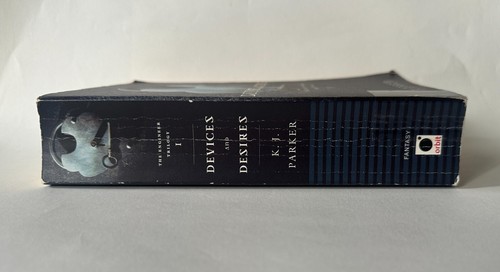 THE ENGINEER
TRILOGY
I
DEVICES
AND
DESIRES
K. J.
PARKER
FANTASY
orbit